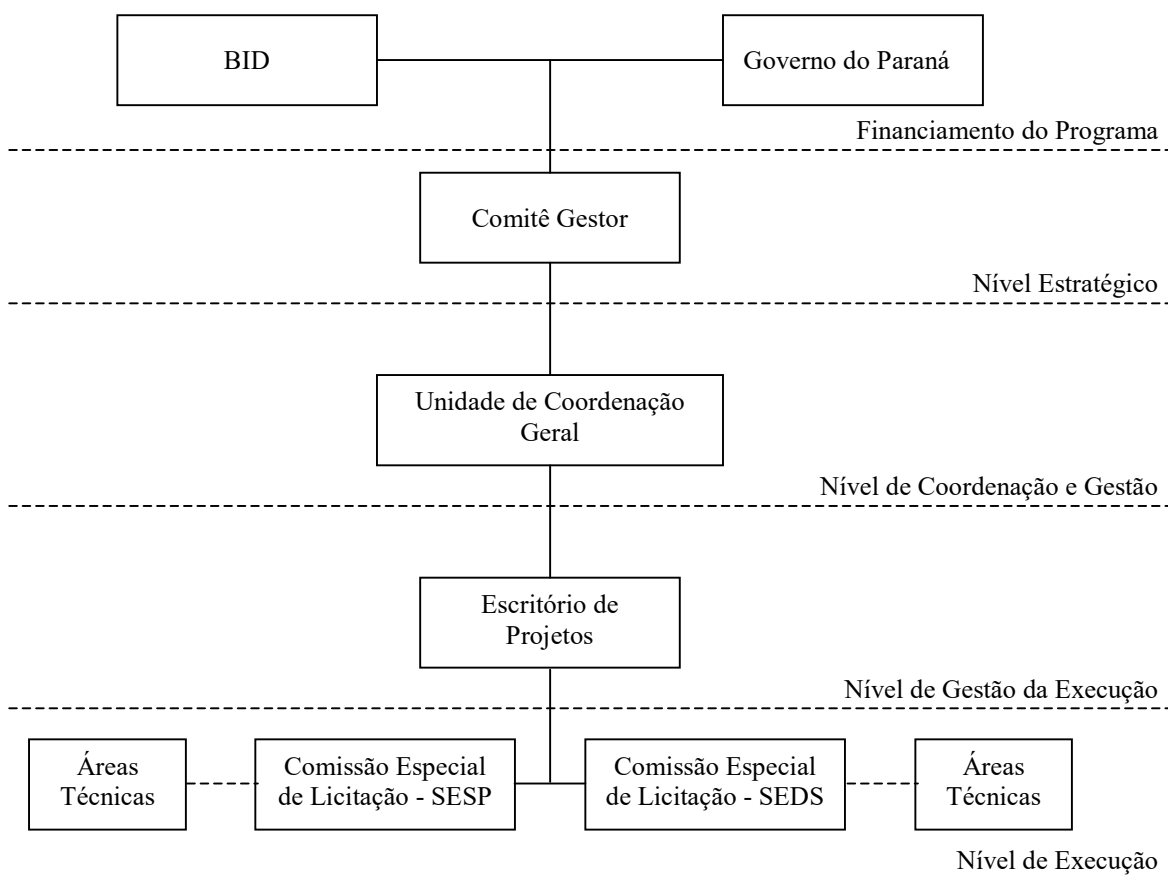 BID
Governo do Paraná
Financiamento do Programa
Comitê Gestor
Nível Estratégico
Unidade de Coordenação
Geral
Nível de Coordenação e Gestão
Escritório de
Projetos
Nível de Gestão da Execução
Áreas
Técnicas
Comissão Especial
de Licitação - SESP
Comissão Especial
de Licitação - SEDS
Áreas
Técnicas
Nível de Execução